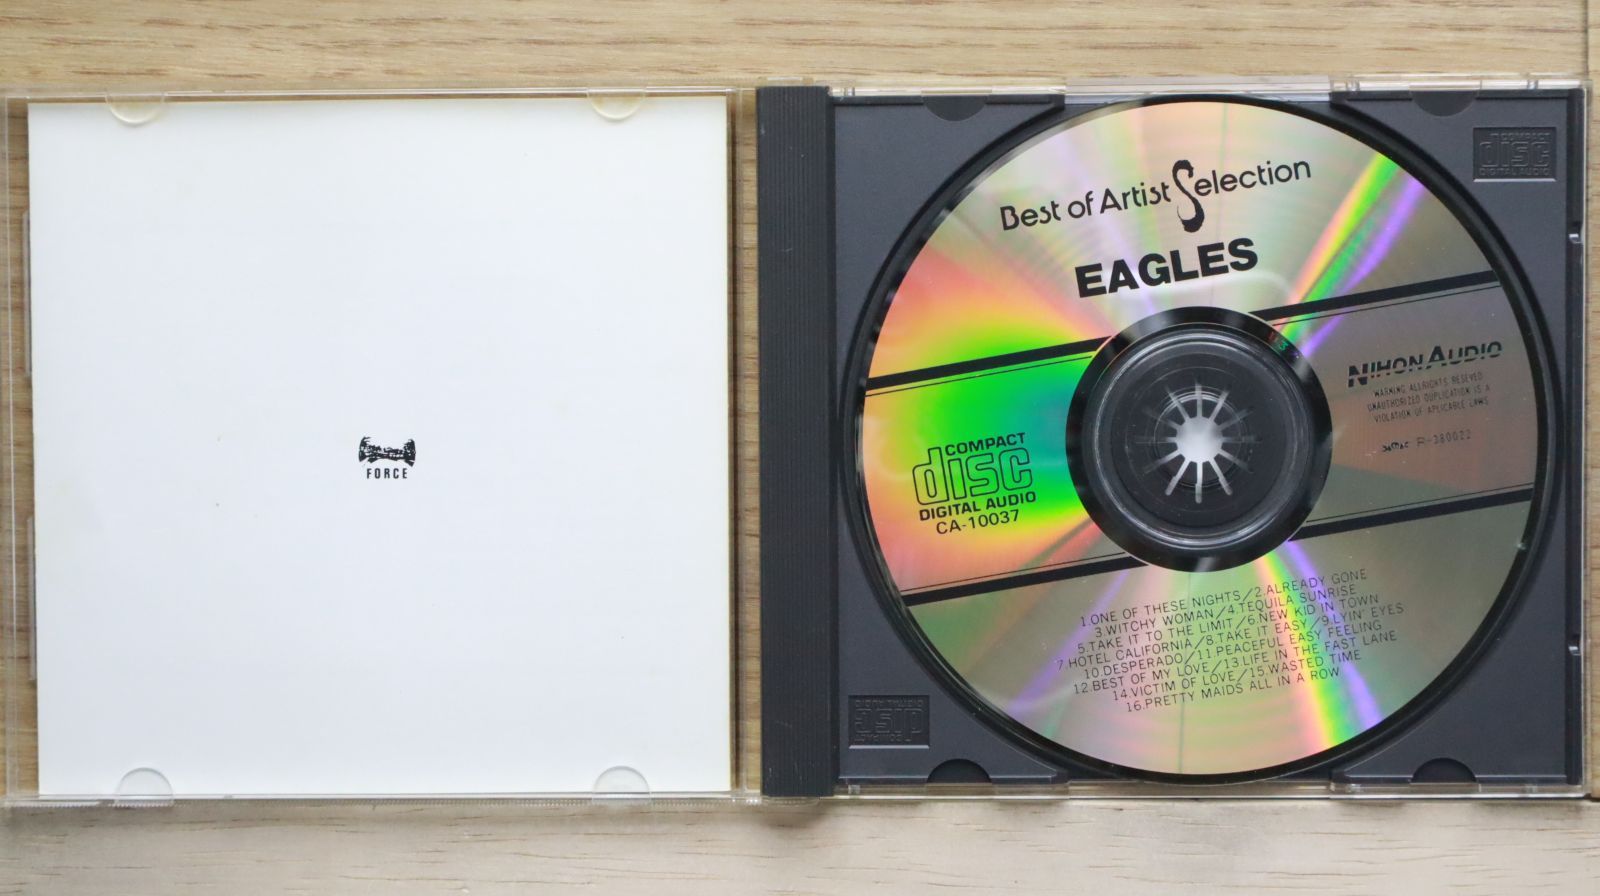 FORCE
Best of Artist Selection
EAGLES
NIHON AUDIO
WARNING ALLRIGHTS RESEVED
UNAUTHORIZED DUPLICATION IS A
VIOLATION OF APLICABLE LAWS
R-380022
COMPACT
disc
DIGITAL AUDIO
CA-10037
1.ONE OF THESE NIGHTS/2.ALREADY GONE
3.WITCHY WOMAN/4.TEQUILA SUNRISE
5.TAKE IT TO THE LIMIT/6.NEW KID IN TOWN
7.HOTEL CALIFORNIA/8.TAKE IT EASY/9.LYIN' EYES
10.DESPERADO/11.PEACEFUL EASY FEELING
12.BEST OF MY LOVE/13.LIFE IN THE FAST LANE
14.VICTIM OF LOVE/15.WASTED TIME
16.PRETTY MAIDS ALL IN A ROW
COMPACT
disc
DIGITAL AUDIO
COMPACT
disc
DIGITAL AUDIO